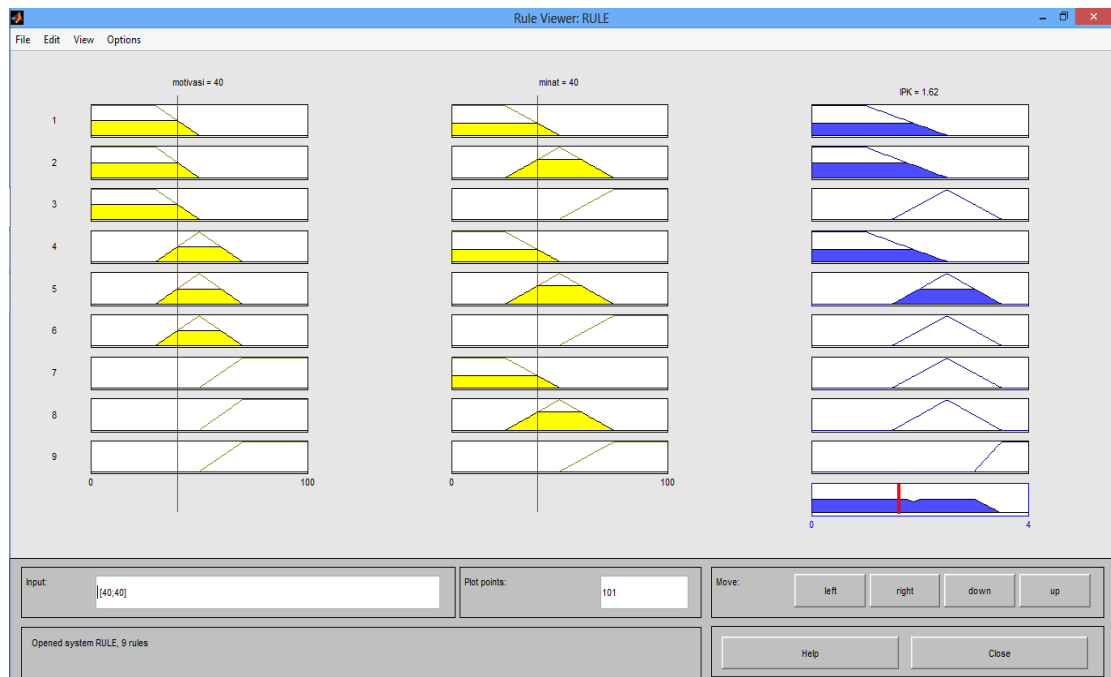 Rule Viewer: RULE
File Edit View Options
motivasi = 40
minat = 40
IPK = 1.62
1
2
3
4
5
6
7
8
9
0 100
0 100
0 4
Input:
[40;40]
Plot points:
101
Move:
left right down up
Opened system RULE, 9 rules
Help Close